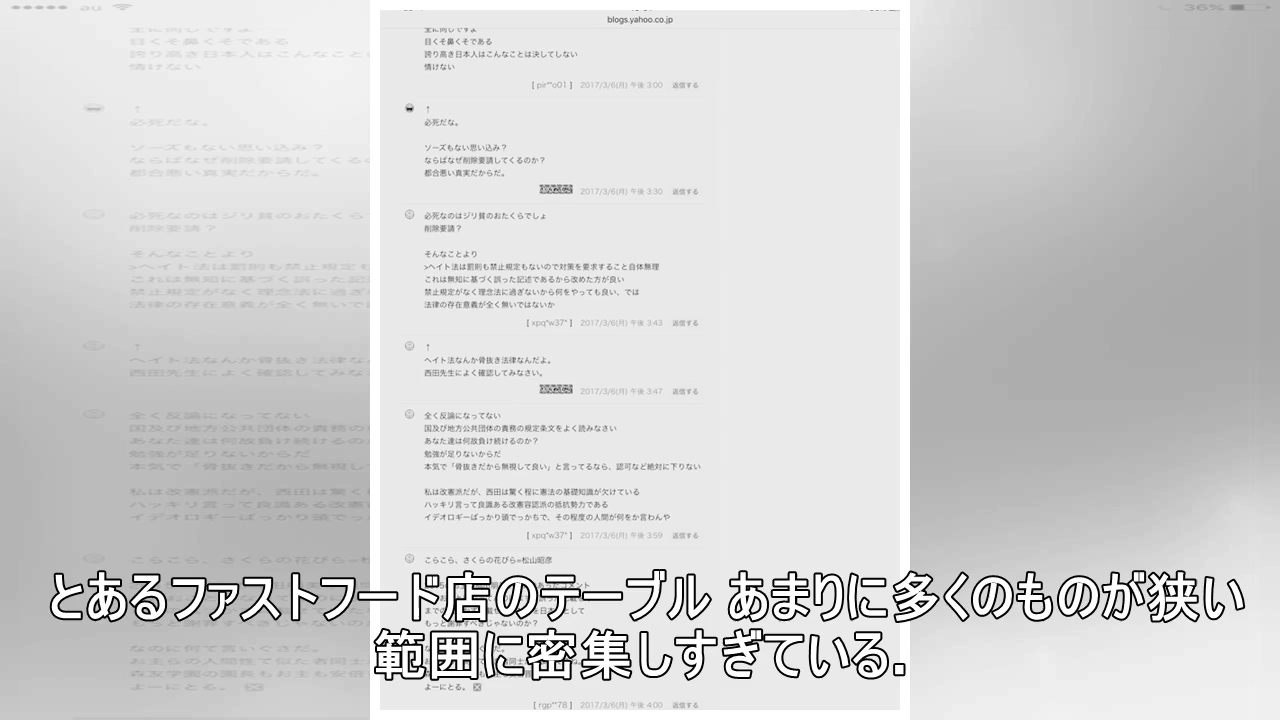 au
36%
blogs.yahoo.co.jp
全に同じですよ
目くそ鼻くそである
誇り高き日本人はこんなことは決してしない
情けない
[ pir**o01 ] 2017/3/6(月) 午後 3:00 返信する
↑
必死だな。
ソーズもない思い込み？
ならばなぜ削除要請してくるのか？
都合悪い真実だからだ。
2017/3/6(月) 午後 3:30 返信する
必死なのはジリ貧のおたくらでしょ
削除要請？
そんなことより
>ヘイト法は罰則も禁止規定もないので対策を要求すること自体無理
これは無知に基づく誤った記述であるから改めた方が良い
禁止規定がなく理念法に過ぎないから何をやっても良い、では
法律の存在意義が全く無いではないか
[ xpq*w37* ] 2017/3/6(月) 午後 3:43 返信する
↑
ヘイト法なんか骨抜き法律なんだよ。
西田先生によく確認してみなさい。
2017/3/6(月) 午後 3:47 返信する
全く反論になってない
国及び地方公共団体の責務の規定条文をよく読みなさい
あなた達は何故負け続けるのか？
勉強が足りないからだ
本気で「骨抜きだから無視して良い」と言ってるなら、認可など絶対に下りない
私は改憲派だが、西田は驚く程に憲法の基礎知識が欠けている
ハッキリ言って良識ある改憲容認派の抵抗勢力である
イデオロギーばっかり頭でっかちで、その程度の人間が何をか言わんや
[ xpq*w37* ] 2017/3/6(月) 午後 3:59 返信する
こらこら、さくらの花びら=松山昭彦
とあるファストフード店のテーブル あまりに多くのものが狭い
範囲に密集しすぎている.
もっと謝罪すべきじゃないのか？
よーにとる。
[ rgp**78 ] 2017/3/6(月) 午後 4:00 返信する